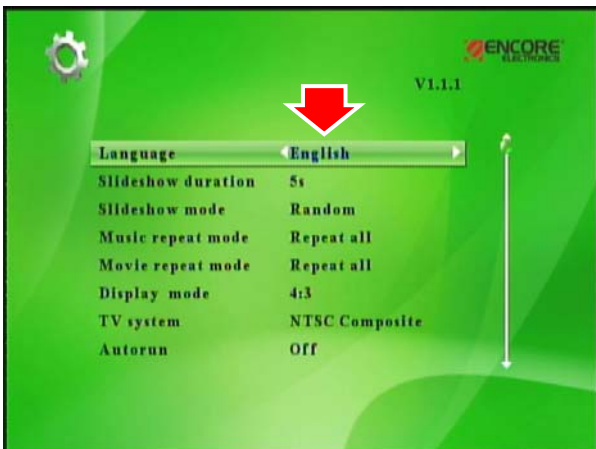 ENCORE
ELECTRONICS
V1.1.1
Language English
Slideshow duration 5s
Slideshow mode Random
Music repeat mode Repeat all
Movie repeat mode Repeat all
Display mode 4:3
TV system NTSC Composite
Autorun Off